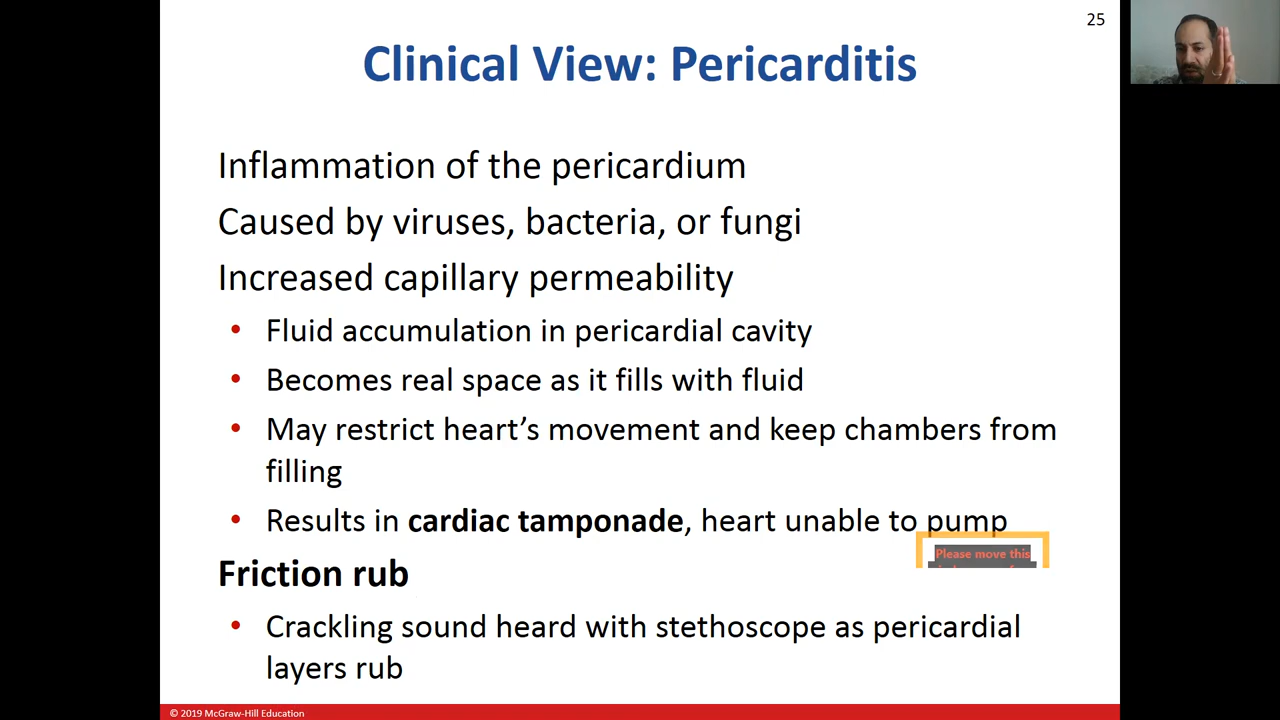 25
Clinical View: Pericarditis
Inflammation of the pericardium
Caused by viruses, bacteria, or fungi
Increased capillary permeability
• Fluid accumulation in pericardial cavity
• Becomes real space as it fills with fluid
• May restrict heart’s movement and keep chambers from
filling
• Results in cardiac tamponade, heart unable to pump
Please move this
Friction rub
• Crackling sound heard with stethoscope as pericardial
layers rub
© 2019 McGraw-Hill Education